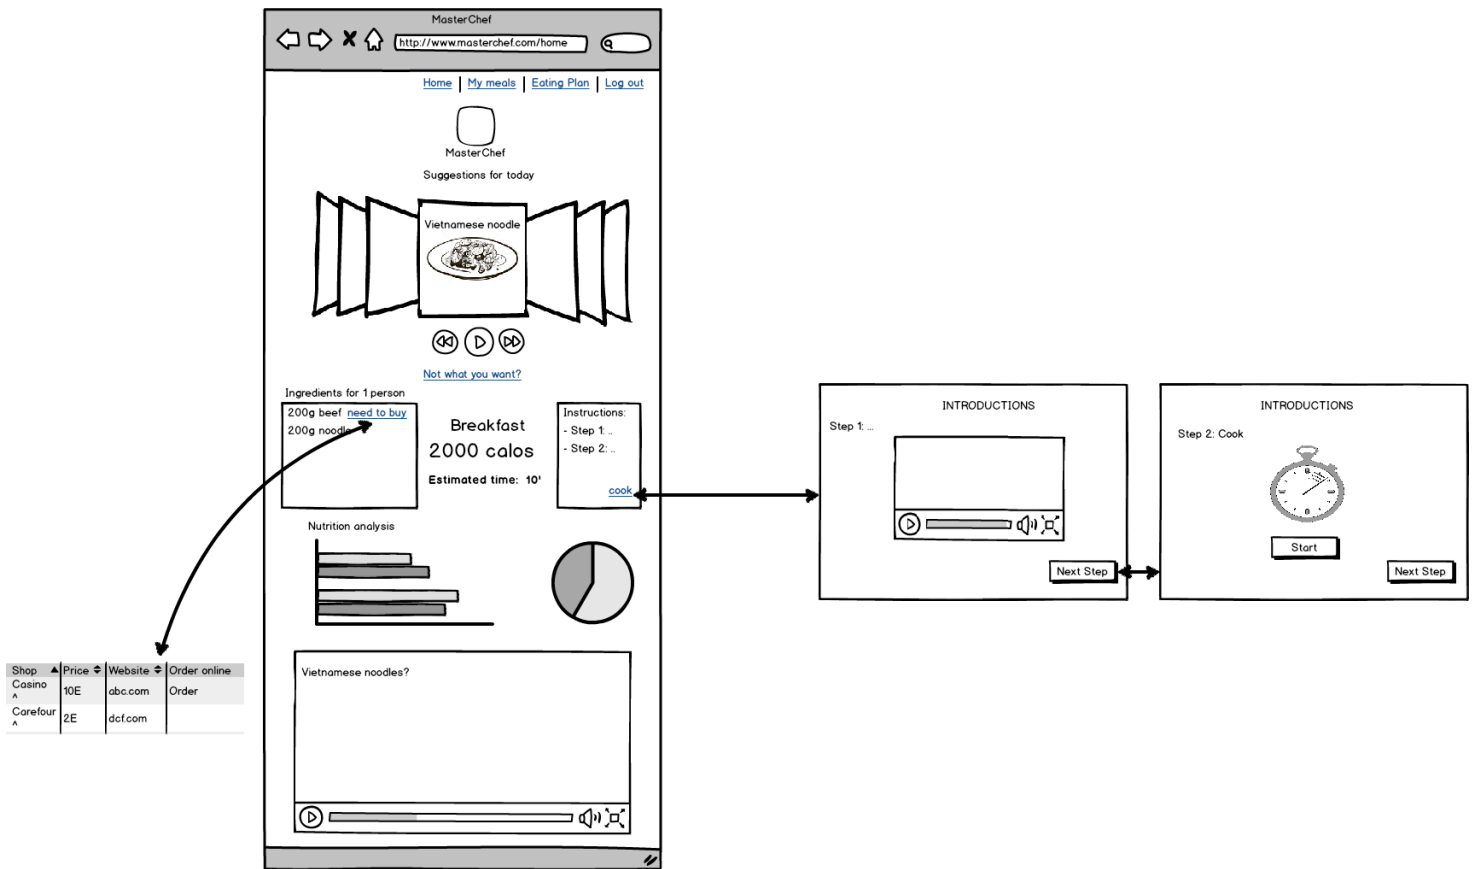 MasterChef
http://www.masterchef.com/home
Home My meals Eating Plan Log out
MasterChef
Suggestions for today
Vietnamese noodle
Not what you want?
Ingredients for 1 person
200g beef need to buy
200g noodle
Breakfast
2000 calos
Estimated time: 10'
Instructions:
- Step 1: ..
- Step 2: ..
cook
Nutrition analysis
Vietnamese noodles?
Shop Price Website Order online
Casino 10E abc.com Order
Carefour 2E dcf.com
INTRODUCTIONS
Step 1: ...
Next Step
INTRODUCTIONS
Step 2: Cook
Start
Next Step